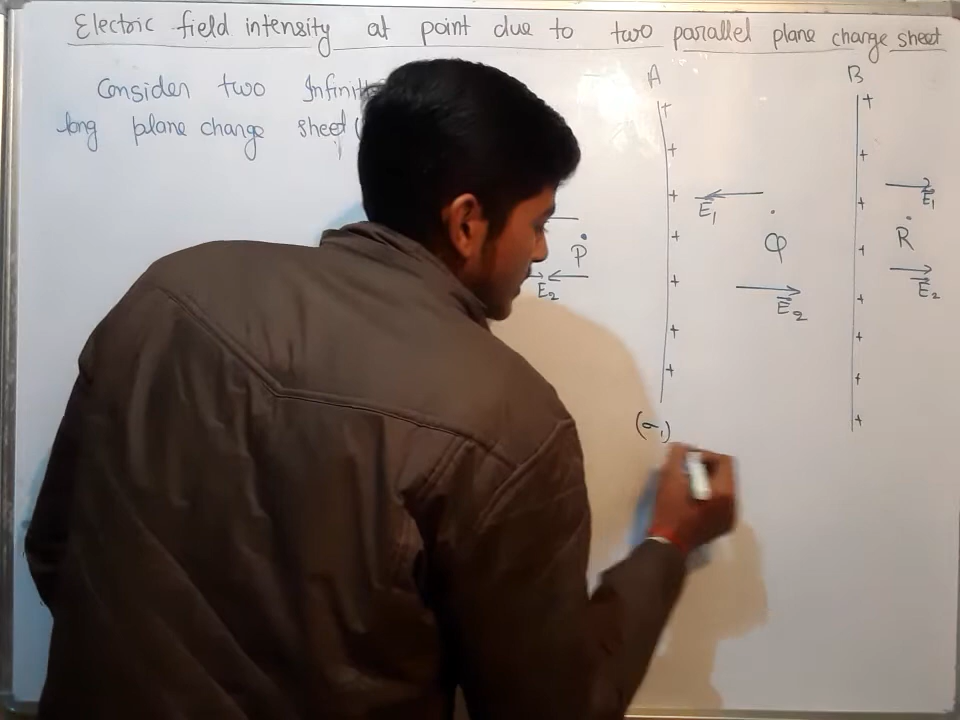 Electric field intensity at point due to two parallel plane charge sheet
Consider two
long plane charge sheet (
A
B
+ + + + + + +
+ + + + + + + +
E₁
E₁
P
Q
R
E₂
E₂
E₂
(σ₁)